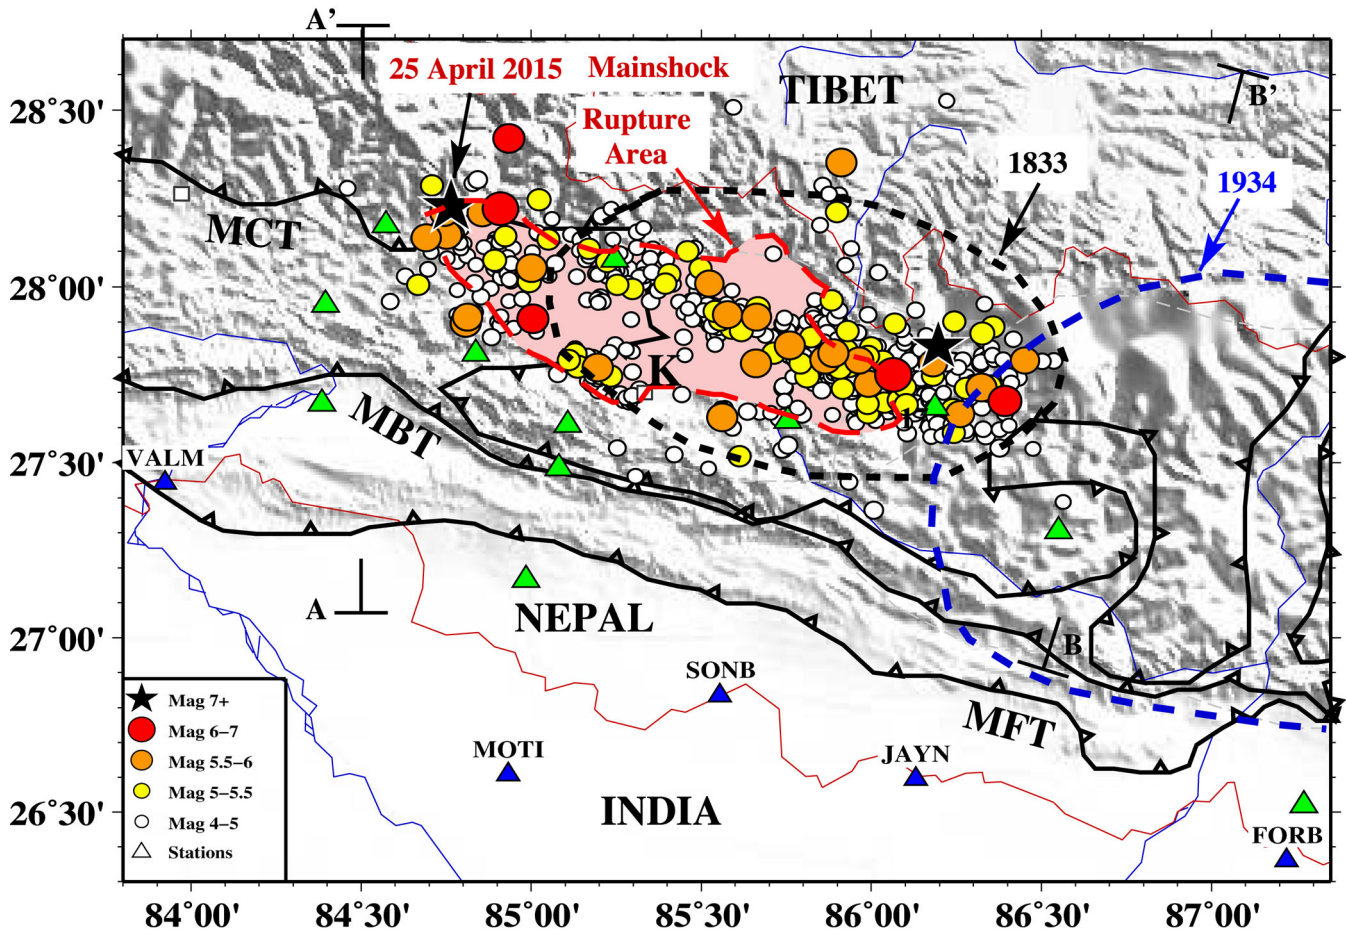 A’
25 April 2015 Mainshock
Rupture
Area
TIBET
B’
1833
1934
MCT
MBT
K
VALM
A
NEPAL
B
SONB
MFT
MOTI
JAYN
INDIA
FORB
Mag 7+
Mag 6−7
Mag 5.5−6
Mag 5−5.5
Mag 4−5
Stations
28˚30'
28˚00'
27˚30'
27˚00'
26˚30'
84˚00' 84˚30' 85˚00' 85˚30' 86˚00' 86˚30' 87˚00'